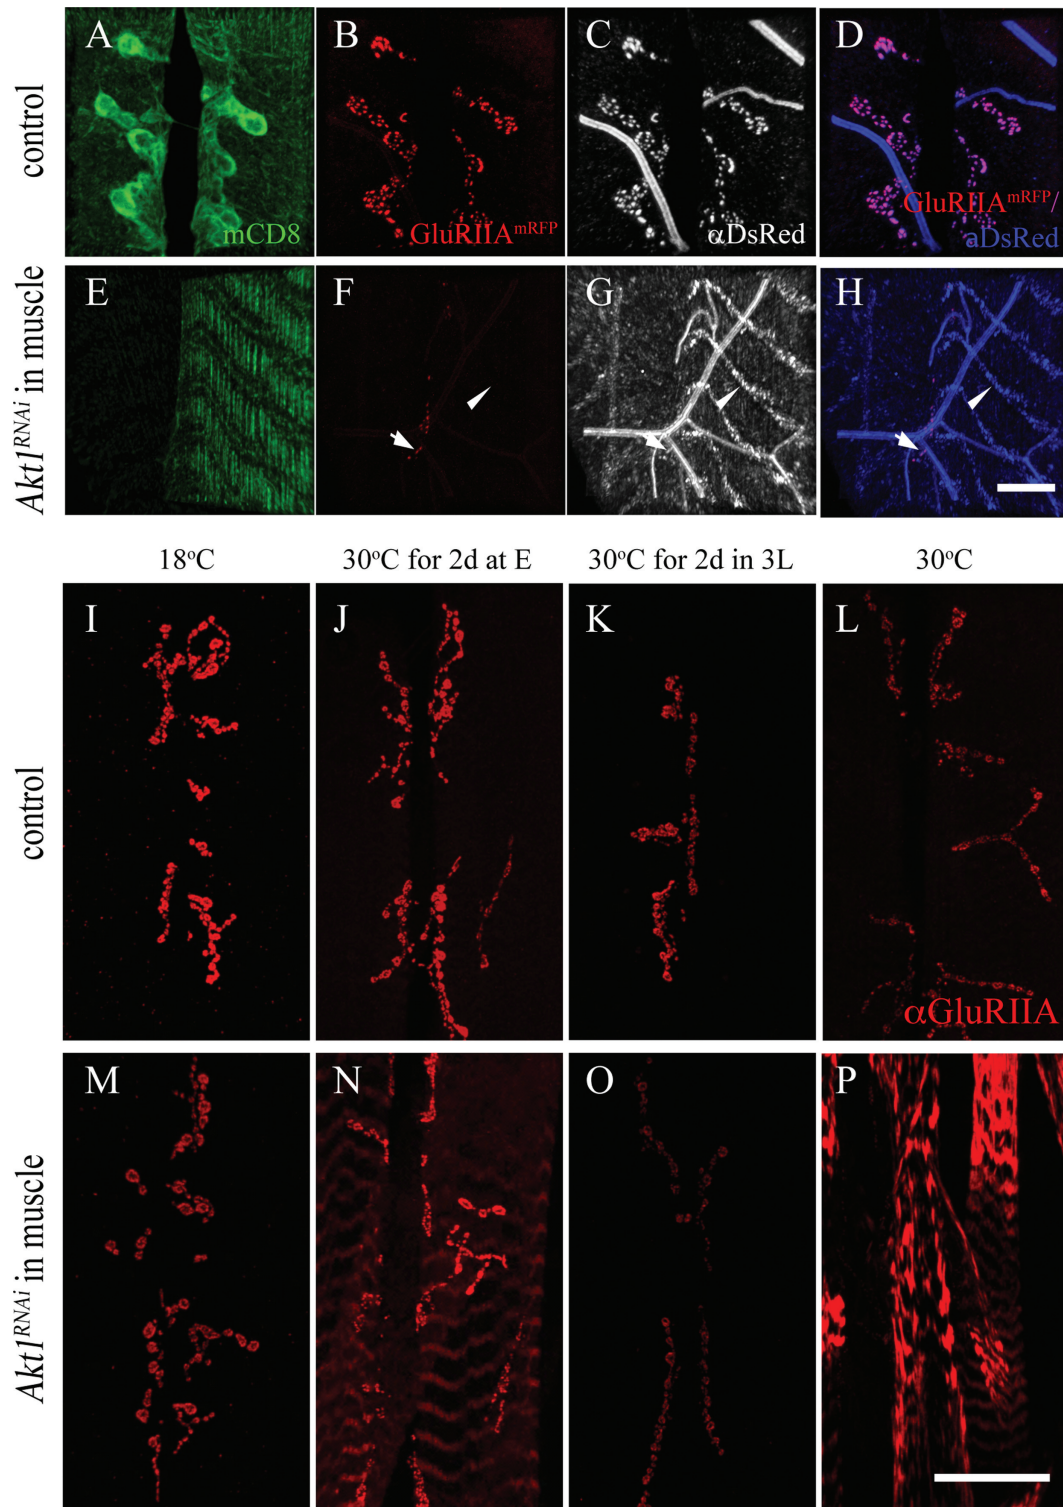 control
A
mCD8
B
GluRIIA^mRFP
C
αDsRed
D
GluRIIA^mRFP/
aDsRed
Akt1^RNAi in muscle
E
F
G
H
18°C
30°C for 2d at E
30°C for 2d in 3L
30°C
control
I
J
K
L
αGluRIIA
Akt1^RNAi in muscle
M
N
O
P